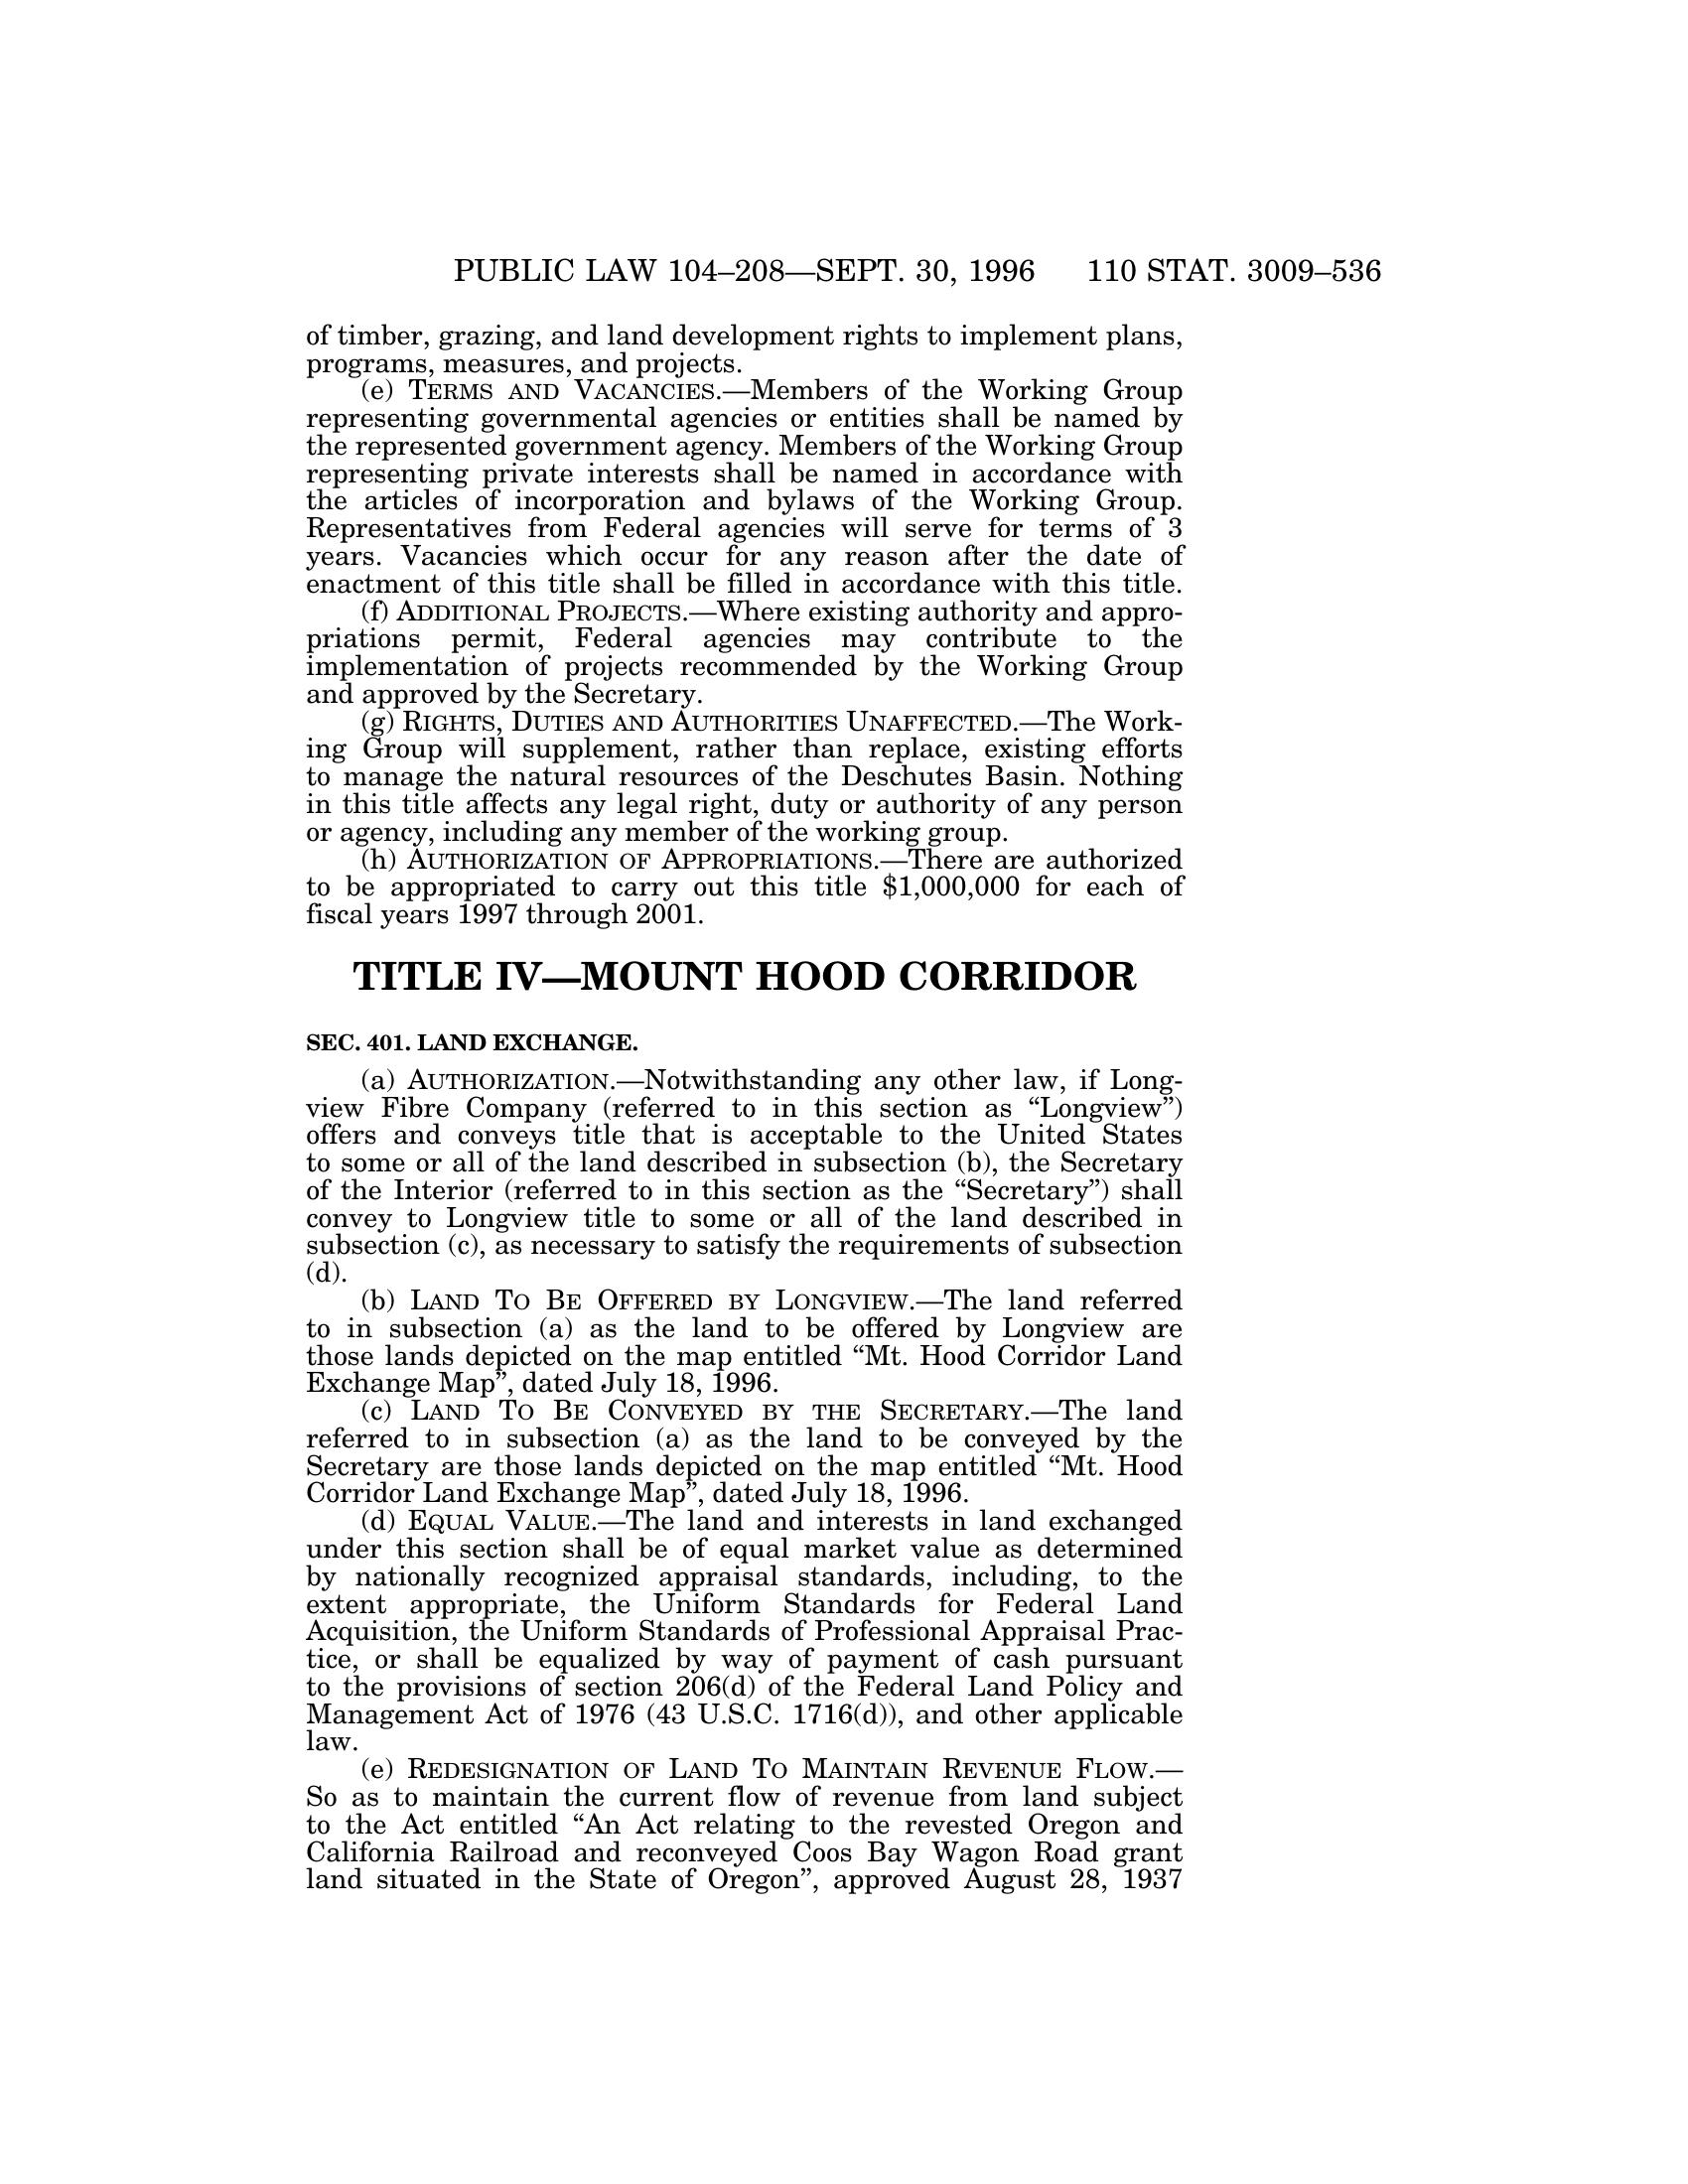 PUBLIC LAW 104–208—SEPT. 30, 1996 110 STAT. 3009–536
of timber, grazing, and land development rights to implement plans,
programs, measures, and projects.
(e) TERMS AND VACANCIES.—Members of the Working Group
representing governmental agencies or entities shall be named by
the represented government agency. Members of the Working Group
representing private interests shall be named in accordance with
the articles of incorporation and bylaws of the Working Group.
Representatives from Federal agencies will serve for terms of 3
years. Vacancies which occur for any reason after the date of
enactment of this title shall be filled in accordance with this title.
(f) ADDITIONAL PROJECTS.—Where existing authority and appro-
priations permit, Federal agencies may contribute to the
implementation of projects recommended by the Working Group
and approved by the Secretary.
(g) RIGHTS, DUTIES AND AUTHORITIES UNAFFECTED.—The Work-
ing Group will supplement, rather than replace, existing efforts
to manage the natural resources of the Deschutes Basin. Nothing
in this title affects any legal right, duty or authority of any person
or agency, including any member of the working group.
(h) AUTHORIZATION OF APPROPRIATIONS.—There are authorized
to be appropriated to carry out this title $1,000,000 for each of
fiscal years 1997 through 2001.
TITLE IV—MOUNT HOOD CORRIDOR
SEC. 401. LAND EXCHANGE.
(a) AUTHORIZATION.—Notwithstanding any other law, if Long-
view Fibre Company (referred to in this section as “Longview”)
offers and conveys title that is acceptable to the United States
to some or all of the land described in subsection (b), the Secretary
of the Interior (referred to in this section as the “Secretary”) shall
convey to Longview title to some or all of the land described in
subsection (c), as necessary to satisfy the requirements of subsection
(d).
(b) LAND TO BE OFFERED BY LONGVIEW.—The land referred
to in subsection (a) as the land to be offered by Longview are
those lands depicted on the map entitled “Mt. Hood Corridor Land
Exchange Map”, dated July 18, 1996.
(c) LAND TO BE CONVEYED BY THE SECRETARY.—The land
referred to in subsection (a) as the land to be conveyed by the
Secretary are those lands depicted on the map entitled “Mt. Hood
Corridor Land Exchange Map”, dated July 18, 1996.
(d) EQUAL VALUE.—The land and interests in land exchanged
under this section shall be of equal market value as determined
by nationally recognized appraisal standards, including, to the
extent appropriate, the Uniform Standards for Federal Land
Acquisition, the Uniform Standards of Professional Appraisal Prac-
tice, or shall be equalized by way of payment of cash pursuant
to the provisions of section 206(d) of the Federal Land Policy and
Management Act of 1976 (43 U.S.C. 1716(d)), and other applicable
law.
(e) REDESIGNATION OF LAND TO MAINTAIN REVENUE FLOW.—
So as to maintain the current flow of revenue from land subject
to the Act entitled “An Act relating to the revested Oregon and
California Railroad and reconveyed Coos Bay Wagon Road grant
land situated in the State of Oregon”, approved August 28, 1937